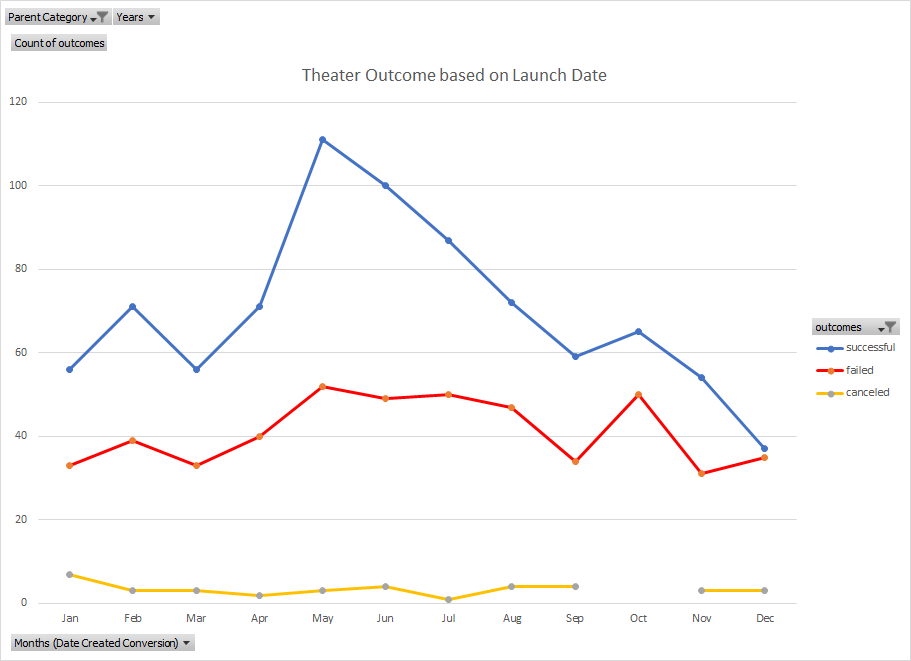 Parent Category Years
Count of outcomes
Theater Outcome based on Launch Date
120
100
80
60
40
20
0
Jan Feb Mar Apr May Jun Jul Aug Sep Oct Nov Dec
outcomes
successful
failed
canceled
Months (Date Created Conversion)